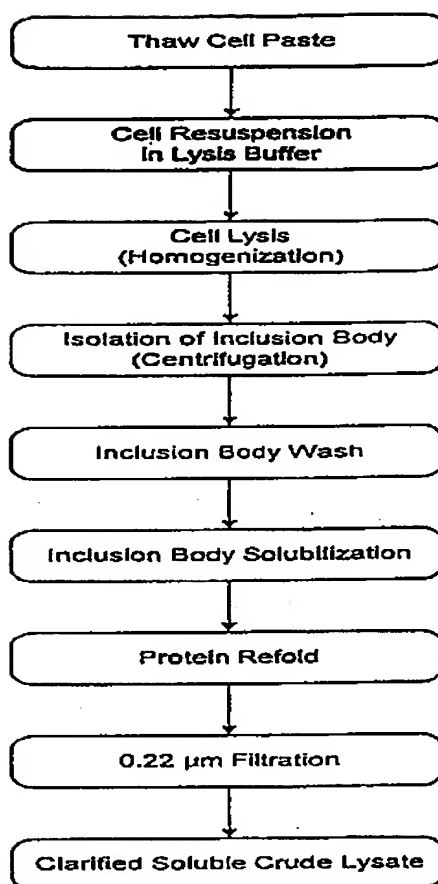 Thaw Cell Paste
Cell Resuspension
in Lysis Buffer
Cell Lysis
(Homogenization)
Isolation of Inclusion Body
(Centrifugation)
Inclusion Body Wash
Inclusion Body Solubilization
Protein Refold
0.22 µm Filtration
Clarified Soluble Crude Lysate